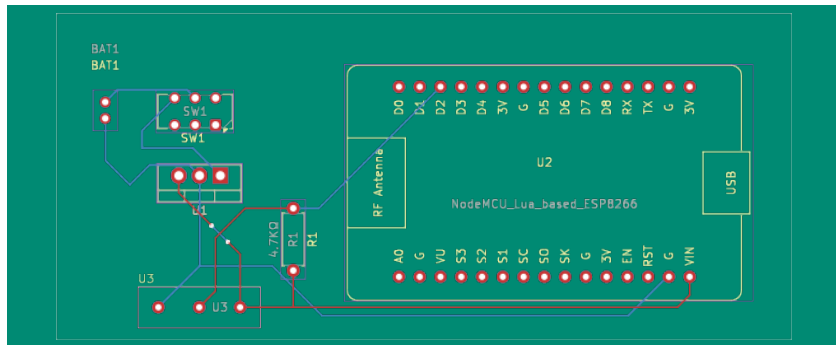 BAT1
BAT1
SW1
SW1
U1
4.7KΩ
R1
R1
U3
U3
D0
D1
D2
D3
D4
3V
G
D5
D6
D7
D8
RX
TX
G
3V
RF Antenna
U2
NodeMCU_Lua_based_ESP8266
USB
A0
G
VU
S3
S2
S1
SC
SO
SK
G
3V
EN
RST
G
VIN